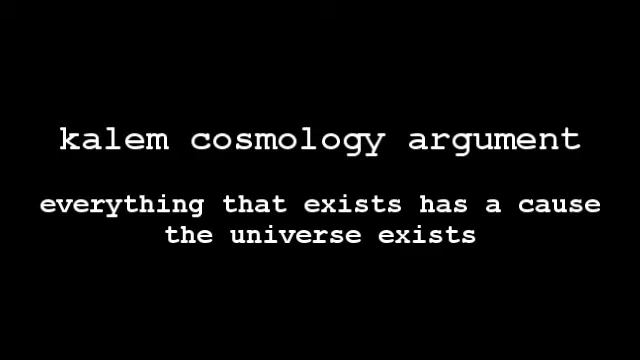 kalem cosmology argument
everything that exists has a cause
the universe exists